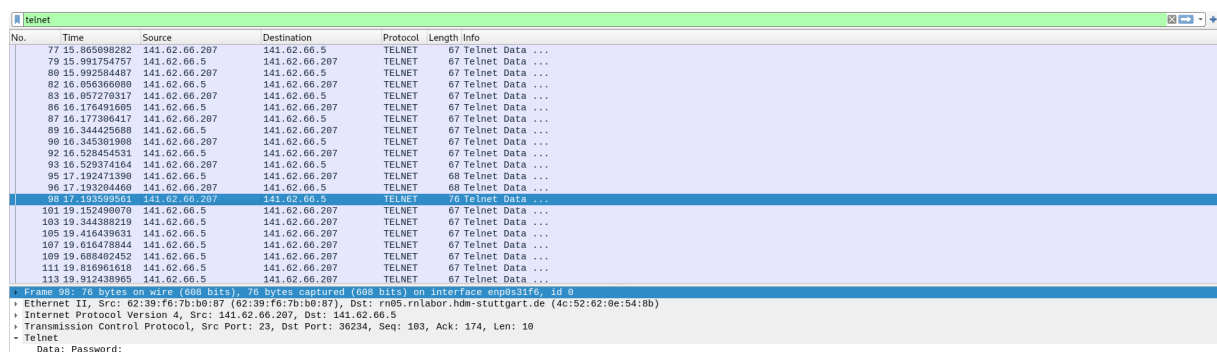 telnet
No. Time Source Destination Protocol Length Info
77 15.865098282 141.62.66.207 141.62.66.5 TELNET 67 Telnet Data ...
79 15.991754757 141.62.66.5 141.62.66.207 TELNET 67 Telnet Data ...
80 15.992584487 141.62.66.207 141.62.66.5 TELNET 67 Telnet Data ...
82 16.056366080 141.62.66.5 141.62.66.207 TELNET 67 Telnet Data ...
83 16.057270317 141.62.66.207 141.62.66.5 TELNET 67 Telnet Data ...
86 16.176491605 141.62.66.5 141.62.66.207 TELNET 67 Telnet Data ...
87 16.177306417 141.62.66.207 141.62.66.5 TELNET 67 Telnet Data ...
89 16.344425688 141.62.66.5 141.62.66.207 TELNET 67 Telnet Data ...
90 16.345301908 141.62.66.207 141.62.66.5 TELNET 67 Telnet Data ...
92 16.528454531 141.62.66.5 141.62.66.207 TELNET 67 Telnet Data ...
93 16.529374164 141.62.66.207 141.62.66.5 TELNET 67 Telnet Data ...
95 17.192471390 141.62.66.5 141.62.66.207 TELNET 68 Telnet Data ...
96 17.193204460 141.62.66.207 141.62.66.5 TELNET 68 Telnet Data ...
98 17.193599561 141.62.66.207 141.62.66.5 TELNET 76 Telnet Data ...
101 19.152490070 141.62.66.5 141.62.66.207 TELNET 67 Telnet Data ...
103 19.344388219 141.62.66.5 141.62.66.207 TELNET 67 Telnet Data ...
105 19.416439631 141.62.66.5 141.62.66.207 TELNET 67 Telnet Data ...
107 19.616478844 141.62.66.5 141.62.66.207 TELNET 67 Telnet Data ...
109 19.688402452 141.62.66.5 141.62.66.207 TELNET 67 Telnet Data ...
111 19.816961618 141.62.66.5 141.62.66.207 TELNET 67 Telnet Data ...
113 19.912438965 141.62.66.5 141.62.66.207 TELNET 67 Telnet Data ...
Frame 98: 76 bytes on wire (608 bits), 76 bytes captured (608 bits) on interface enp0s31f6, id 0
Ethernet II, Src: 62:39:f6:7b:b0:87 (62:39:f6:7b:b0:87), Dst: rn05.rnlabor.hdm-stuttgart.de (4c:52:62:0e:54:8b)
Internet Protocol Version 4, Src: 141.62.66.207, Dst: 141.62.66.5
Transmission Control Protocol, Src Port: 23, Dst Port: 36234, Seq: 103, Ack: 174, Len: 10
Telnet
Data: Password: